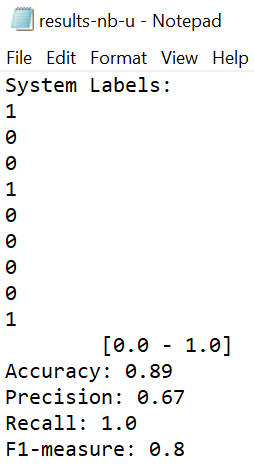 results-nb-u - Notepad
File Edit Format View Help
System Labels:
1
0
0
1
0
0
0
0
1
[0.0 - 1.0]
Accuracy: 0.89
Precision: 0.67
Recall: 1.0
F1-measure: 0.8